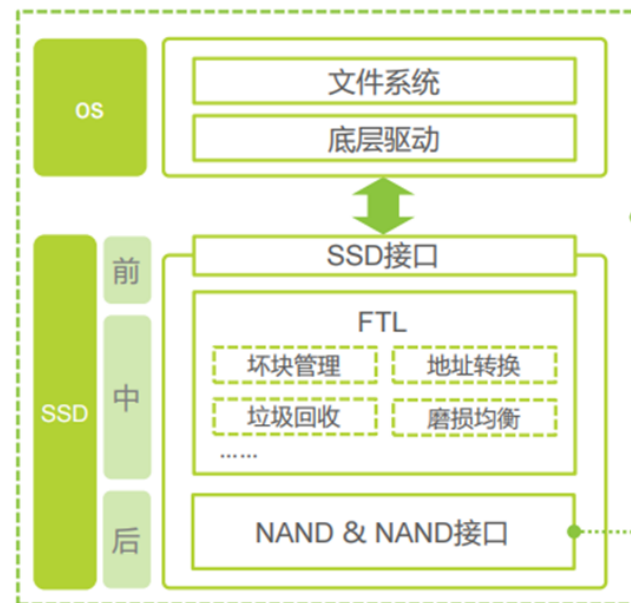 OS
文件系统
底层驱动
SSD
前
SSD接口
中
FTL
坏块管理 地址转换
垃圾回收 磨损均衡
......
后
NAND & NAND接口